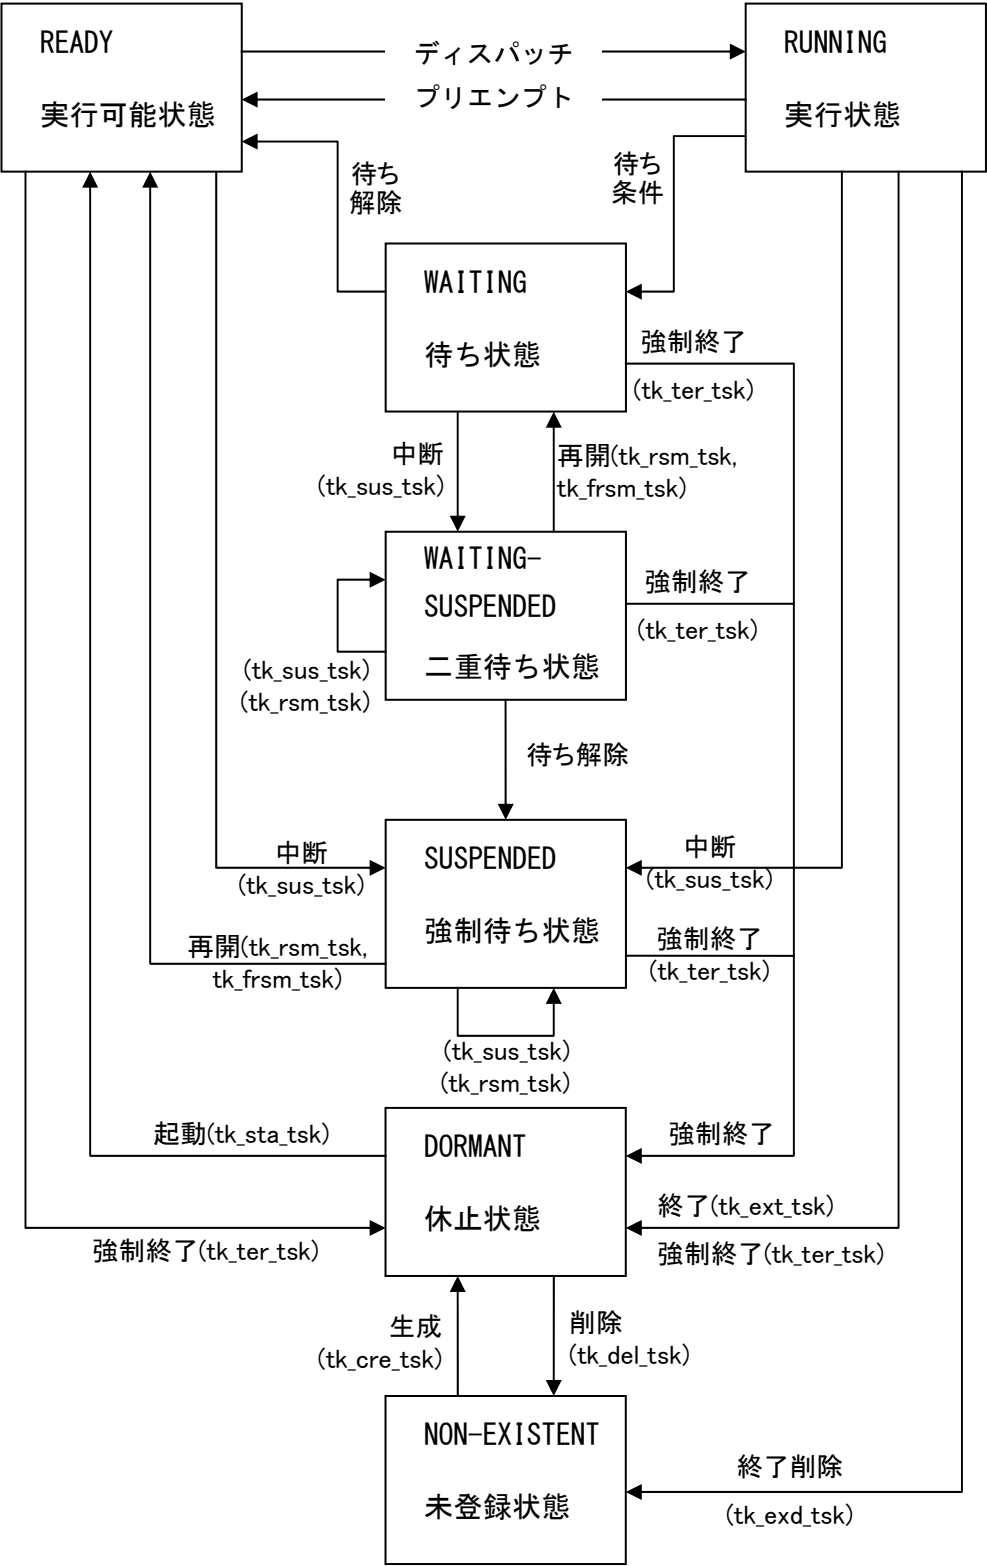 READY
実行可能状態
ディスパッチ
プリエンプト
RUNNING
実行状態
待ち
解除
待ち
条件
WAITING
待ち状態
強制終了
(tk_ter_tsk)
中断
(tk_sus_tsk)
再開(tk_rsm_tsk,
tk_frsm_tsk)
WAITING-
SUSPENDED
二重待ち状態
強制終了
(tk_ter_tsk)
(tk_sus_tsk)
(tk_rsm_tsk)
待ち解除
中断
(tk_sus_tsk)
SUSPENDED
強制待ち状態
中断
(tk_sus_tsk)
再開(tk_rsm_tsk,
tk_frsm_tsk)
強制終了
(tk_ter_tsk)
(tk_sus_tsk)
(tk_rsm_tsk)
起動(tk_sta_tsk)
DORMANT
休止状態
強制終了
終了(tk_ext_tsk)
強制終了(tk_ter_tsk)
強制終了(tk_ter_tsk)
生成
(tk_cre_tsk)
削除
(tk_del_tsk)
NON-EXISTENT
未登録状態
終了削除
(tk_exd_tsk)